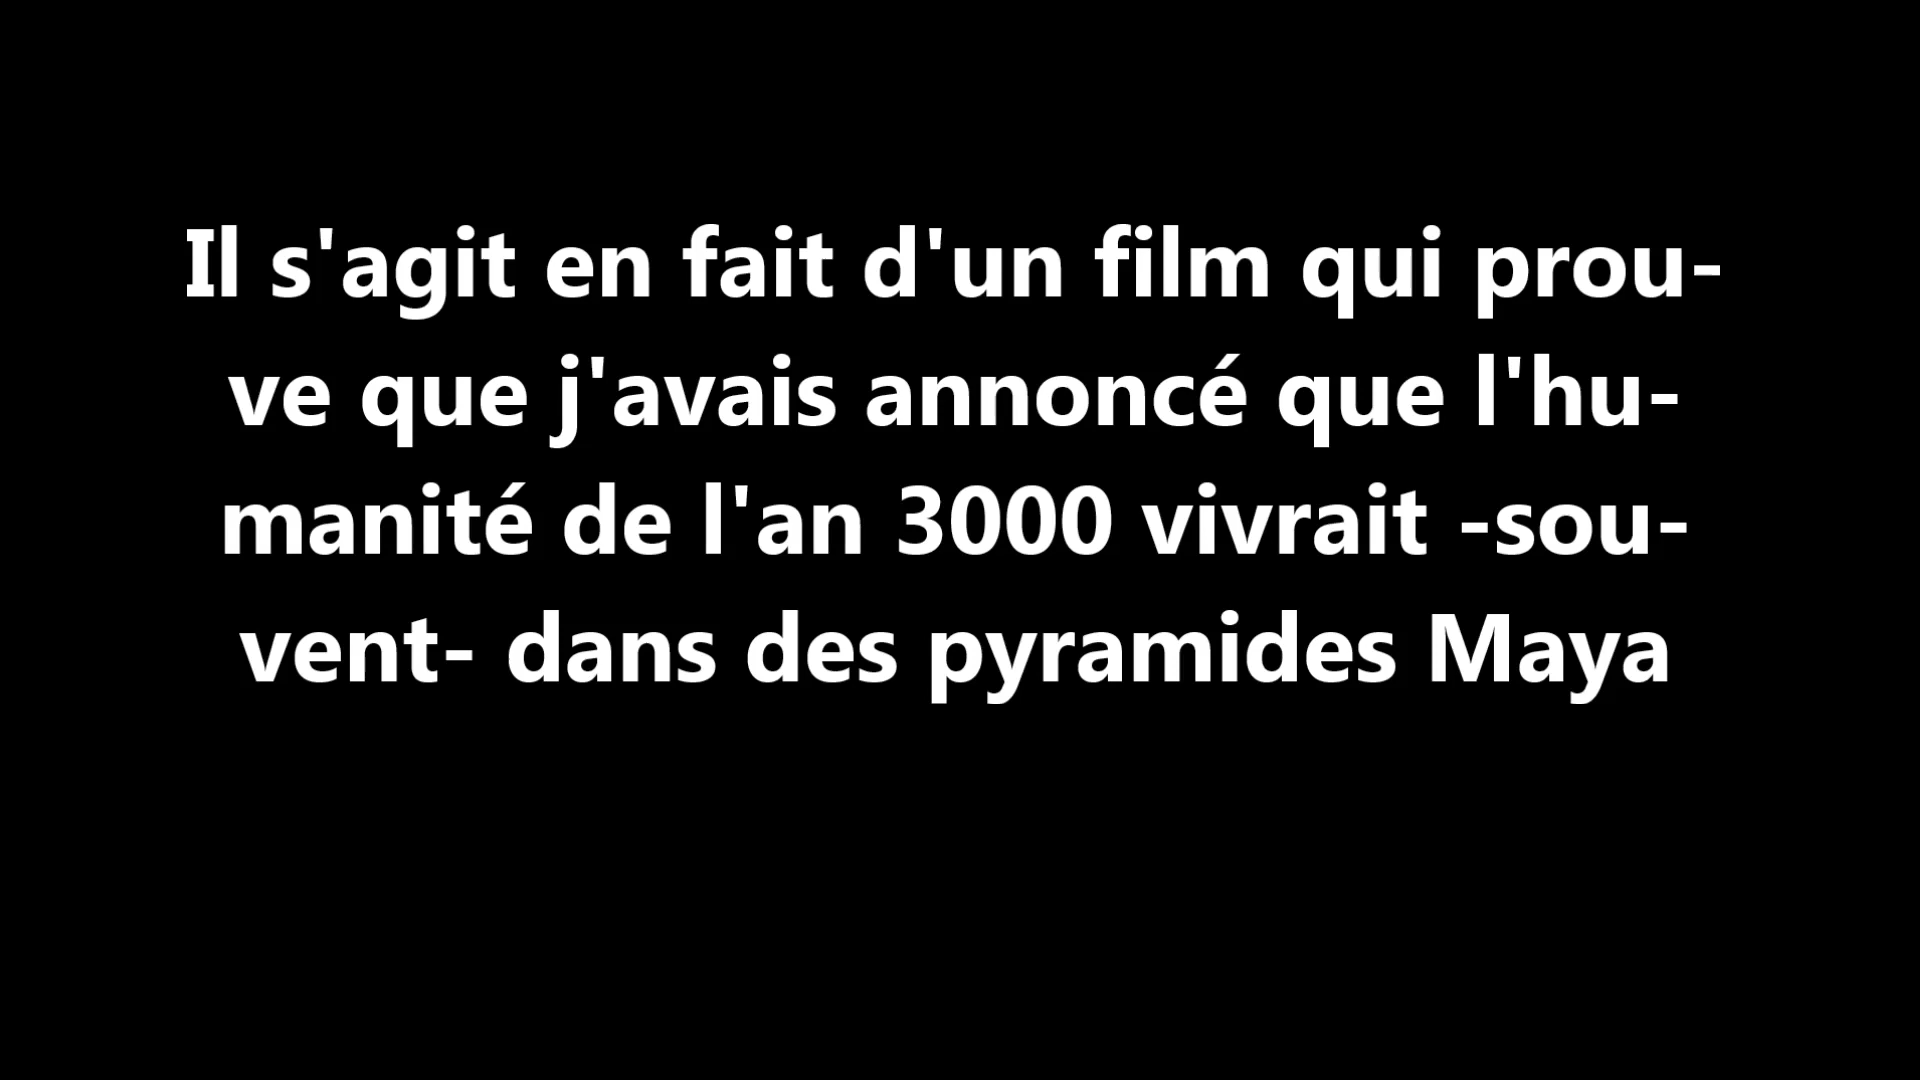 Il s'agit en fait d'un film qui prou-
ve que j'avais annoncé que l'hu-
manité de l'an 3000 vivrait -sou-
vent- dans des pyramides Maya